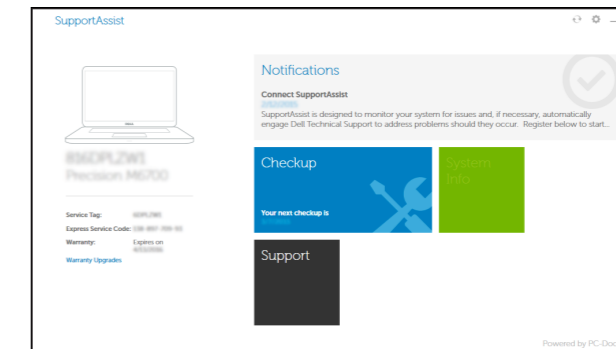 SupportAssist
Notifications
Connect SupportAssist
SupportAssist is designed to monitor your system for issues and, if necessary, automatically
engage Dell Technical Support to address problems should they occur. Register below to start...
Precision M6700
Checkup
System
Info
Your next checkup is
Service Tag:
Express Service Code:
Warranty: Expires on
Warranty Upgrades
Support
Powered by PC-Doc